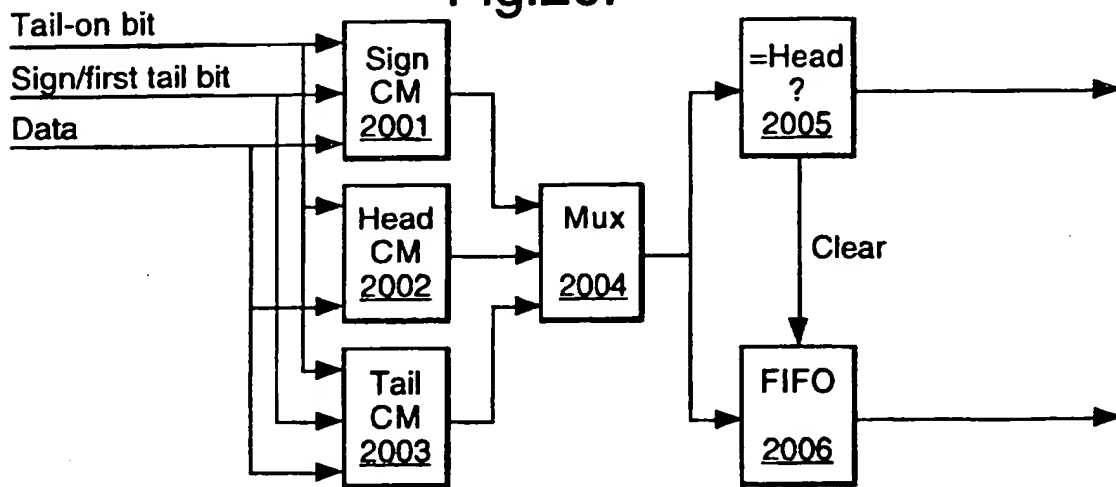 Tail-on bit
Sign/first tail bit
Data
Sign
CM
2001
Head
CM
2002
Tail
CM
2003
Mux
2004
=Head
?
2005
Clear
FIFO
2006